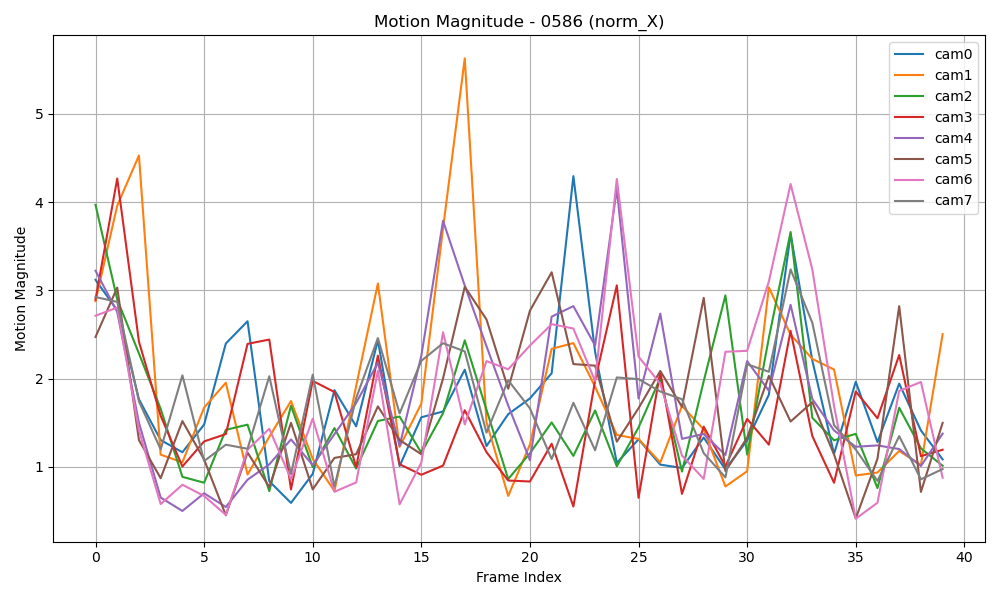 Motion Magnitude - 0586 (norm_X)
Motion Magnitude
5
4
3
2
1
0
5
10
15
20
25
30
35
40
Frame Index
cam0
cam1
cam2
cam3
cam4
cam5
cam6
cam7